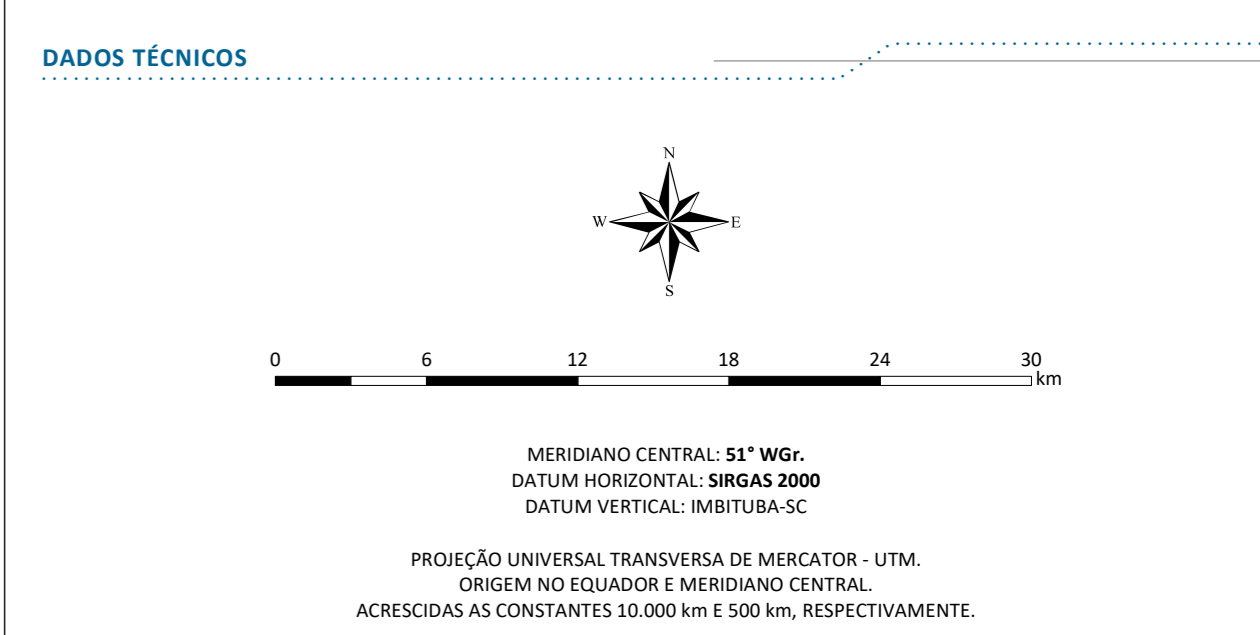 DADOS TÉCNICOS
N
W E
S
0 6 12 18 24 30
km
MERIDIANO CENTRAL: 51° WGr.
DATUM HORIZONTAL: SIRGAS 2000
DATUM VERTICAL: IMBITUBA-SC
PROJEÇÃO UNIVERSAL TRANSVERSA DE MERCATOR - UTM.
ORIGEM NO EQUADOR E MERIDIANO CENTRAL.
ACRESCIDAS AS CONSTANTES 10.000 km E 500 km, RESPECTIVAMENTE.